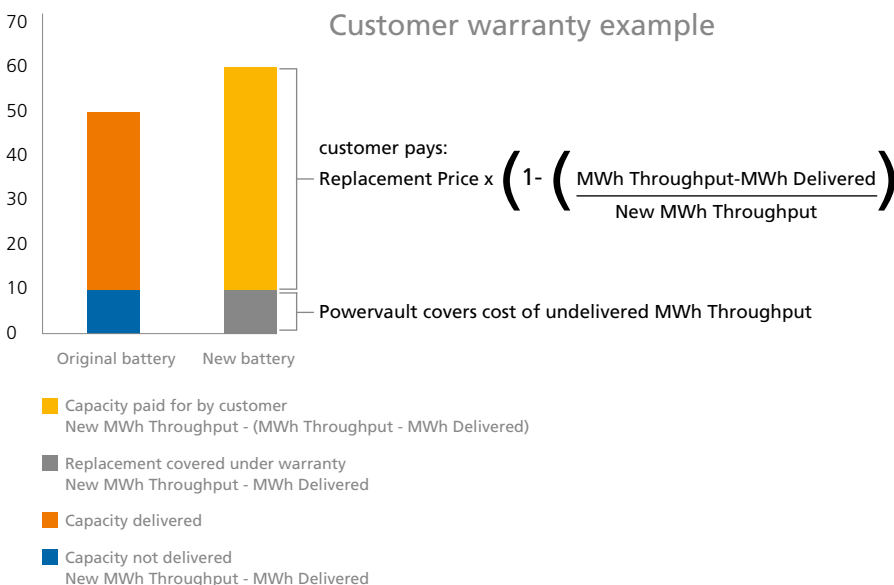 Customer warranty example
70
60
50
40
30
20
10
0
customer pays:
Replacement Price x (1- (MWh Throughput-MWh Delivered
New MWh Throughput)
Powervault covers cost of undelivered MWh Throughput
Original battery
New battery
Capacity paid for by customer
New MWh Throughput - (MWh Throughput - MWh Delivered)
Replacement covered under warranty
New MWh Throughput - MWh Delivered
Capacity delivered
Capacity not delivered
New MWh Throughput - MWh Delivered